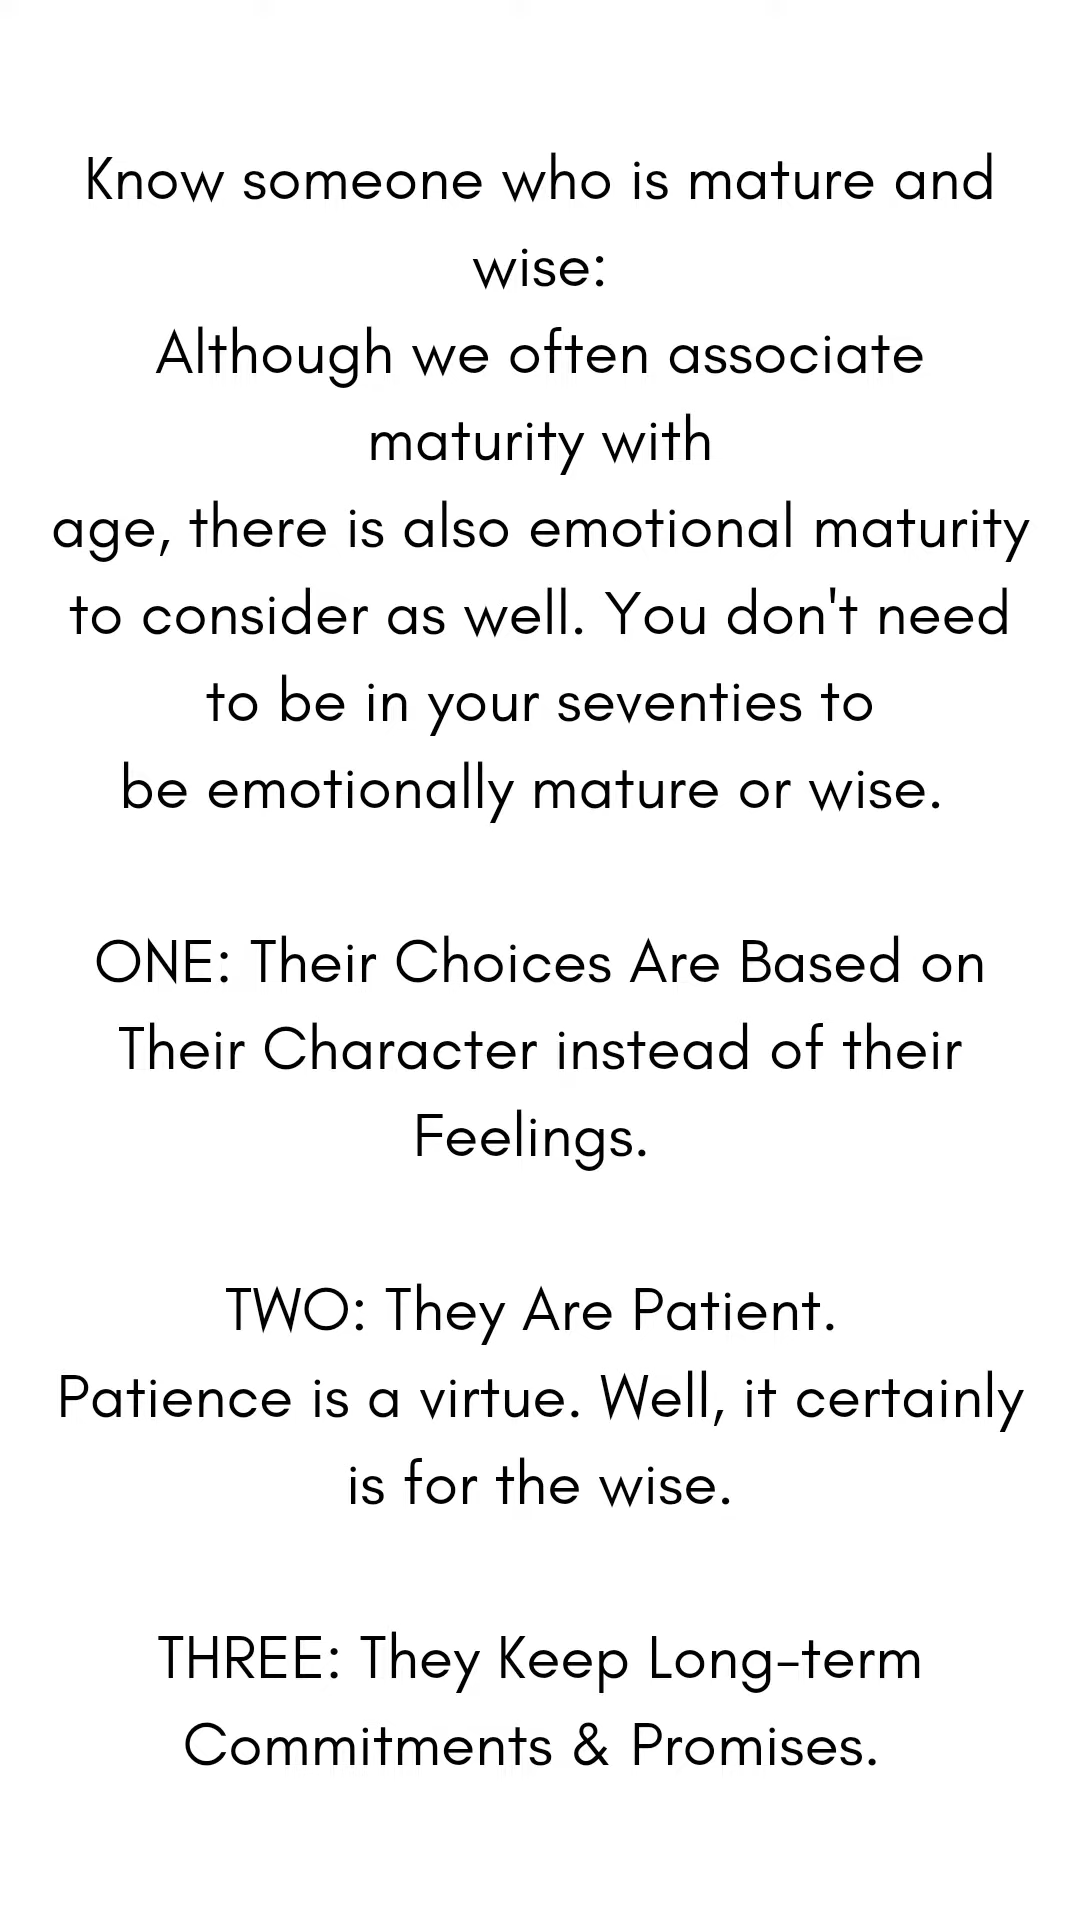 Know someone who is mature and
wise:
Although we often associate
maturity with
age, there is also emotional maturity
to consider as well. You don't need
to be in your seventies to
be emotionally mature or wise.
ONE: Their Choices Are Based on
Their Character instead of their
Feelings.
TWO: They Are Patient.
Patience is a virtue. Well, it certainly
is for the wise.
THREE: They Keep Long-term
Commitments & Promises.